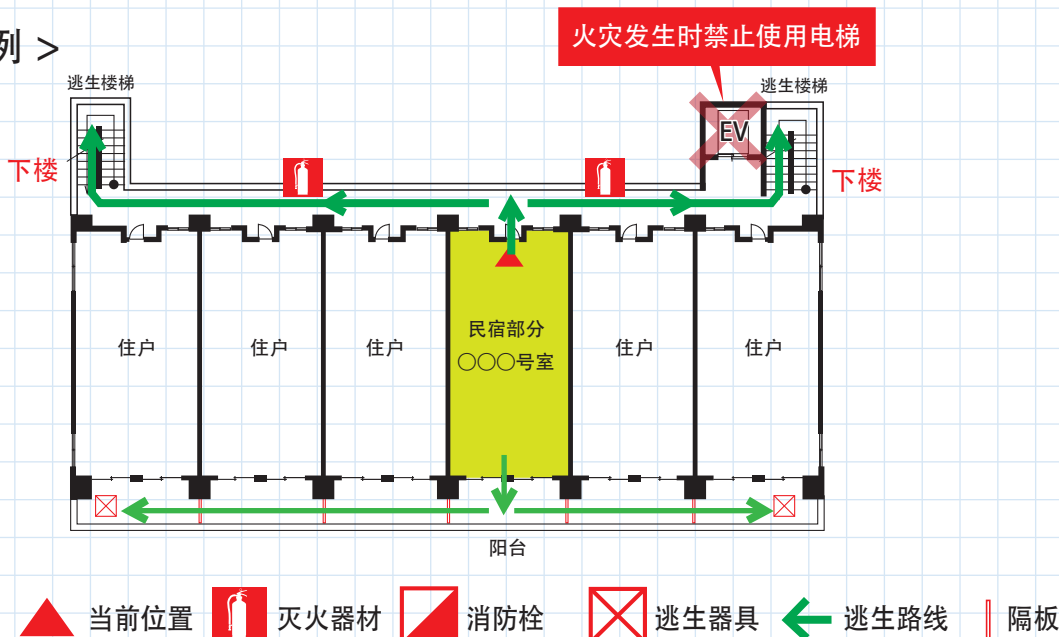 例 >
火灾发生时禁止使用电梯
逃生楼梯
逃生楼梯
EV
下楼
下楼
民宿部分
〇〇〇号室
住户
住户
住户
住户
住户
阳台
当前位置
灭火器材
消防栓
逃生器具
逃生路线
隔板